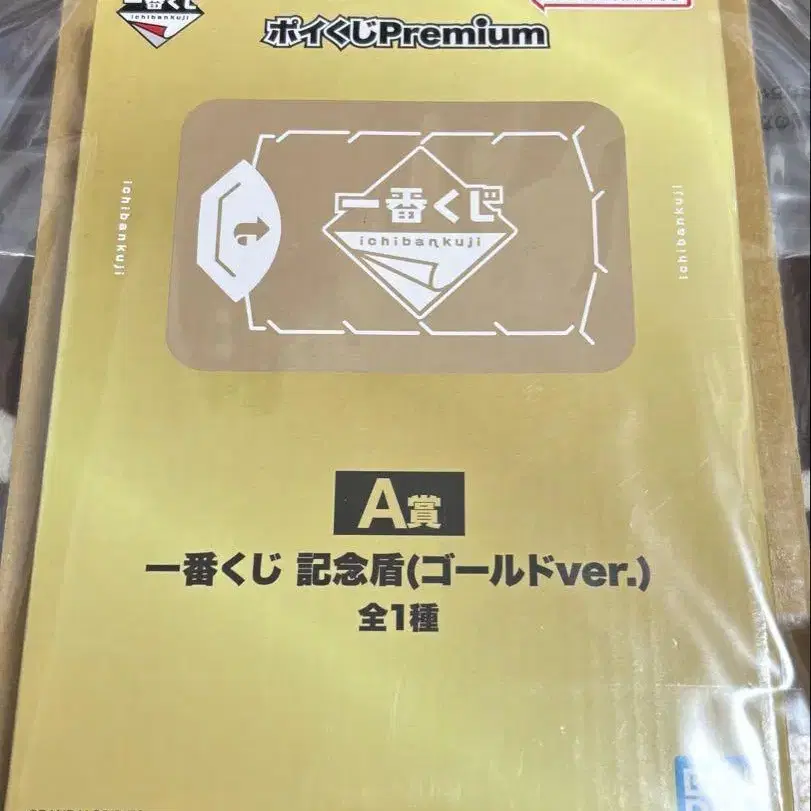 一番くじ
ichibankuji
ポイくじPremium
ichibankuji
ichibankuji
一番くじ
ichibankuji
A賞
一番くじ 記念盾(ゴールドver.)
全1種